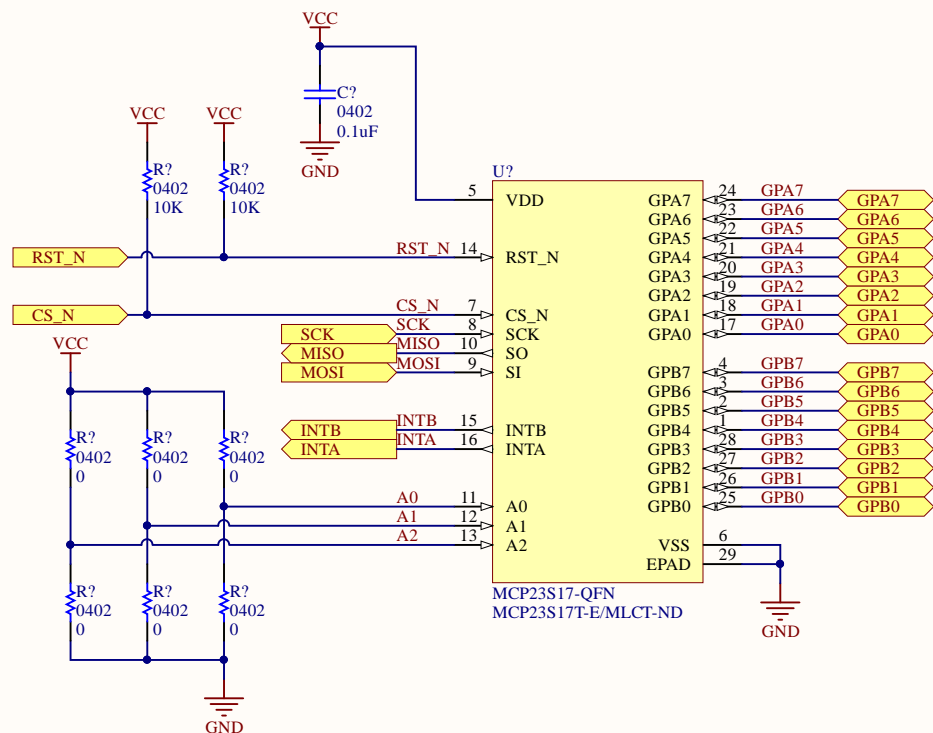 VCC
C?
0402
0.1uF
GND
VCC
VCC
R?
0402
10K
R?
0402
10K
U?
5
VDD
RST_N
RST_N
14
RST_N
CS_N
CS_N
7
CS_N
SCK
SCK
8
SCK
MISO
MISO
10
SO
MOSI
MOSI
9
SI
INTB
INTB
15
INTB
INTA
INTA
16
INTA
A0
11
A0
A1
12
A1
A2
13
A2
GPA7
24
GPA7
GPA7
GPA6
23
GPA6
GPA6
GPA5
22
GPA5
GPA5
GPA4
21
GPA4
GPA4
GPA3
20
GPA3
GPA3
GPA2
19
GPA2
GPA2
GPA1
18
GPA1
GPA1
GPA0
17
GPA0
GPA0
GPB7
4
GPB7
GPB7
GPB6
3
GPB6
GPB6
GPB5
2
GPB5
GPB5
GPB4
1
GPB4
GPB4
GPB3
28
GPB3
GPB3
GPB2
27
GPB2
GPB2
GPB1
26
GPB1
GPB1
GPB0
25
GPB0
GPB0
VSS
6
EPAD
29
GND
MCP23S17-QFN
MCP23S17T-E/MLCT-ND
VCC
R?
0402
0
R?
0402
0
R?
0402
0
R?
0402
0
R?
0402
0
R?
0402
0
GND